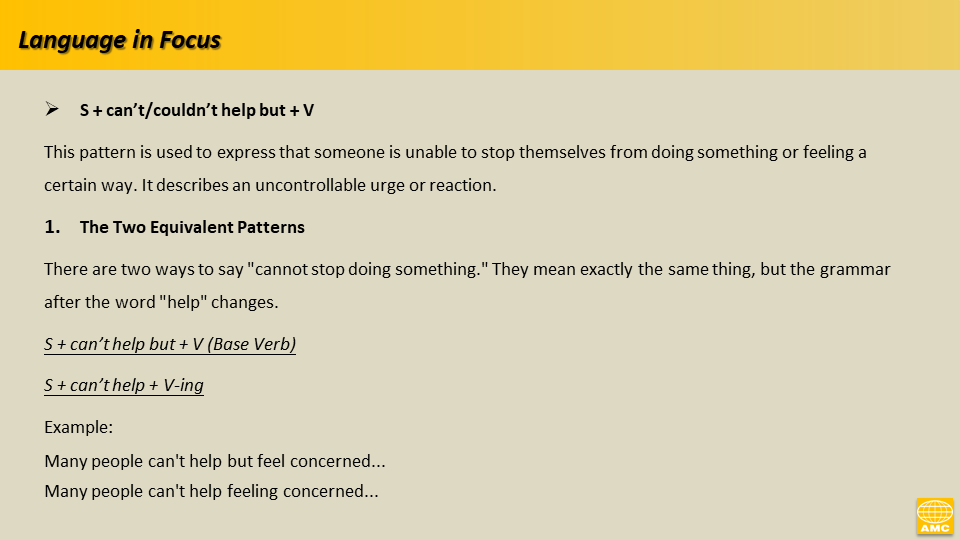 Language in Focus
➢ S + can’t/couldn’t help but + V
This pattern is used to express that someone is unable to stop themselves from doing something or feeling a
certain way. It describes an uncontrollable urge or reaction.
1. The Two Equivalent Patterns
There are two ways to say "cannot stop doing something." They mean exactly the same thing, but the grammar
after the word "help" changes.
S + can’t help but + V (Base Verb)
S + can’t help + V-ing
Example:
Many people can't help but feel concerned...
Many people can't help feeling concerned...
AMC